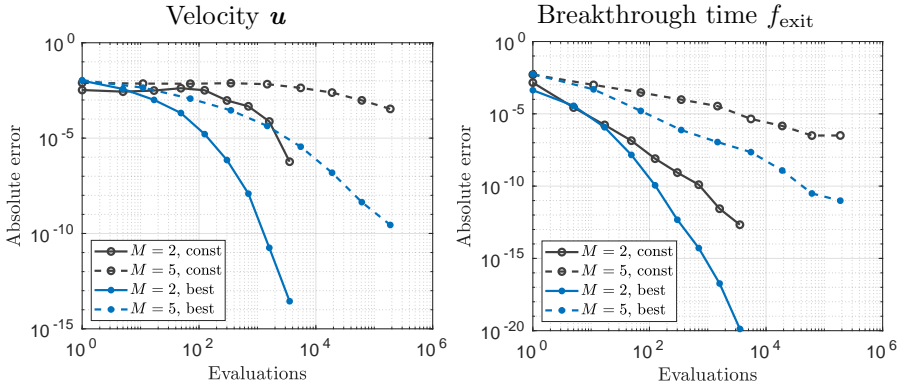 Velocity u
Absolute error
10^0
10^-5
10^-10
10^-15
M = 2, const
M = 5, const
M = 2, best
M = 5, best
10^0
10^2
10^4
10^6
Evaluations
Breakthrough time f_exit
Absolute error
10^0
10^-5
10^-10
10^-15
10^-20
M = 2, const
M = 5, const
M = 2, best
M = 5, best
10^0
10^2
10^4
10^6
Evaluations